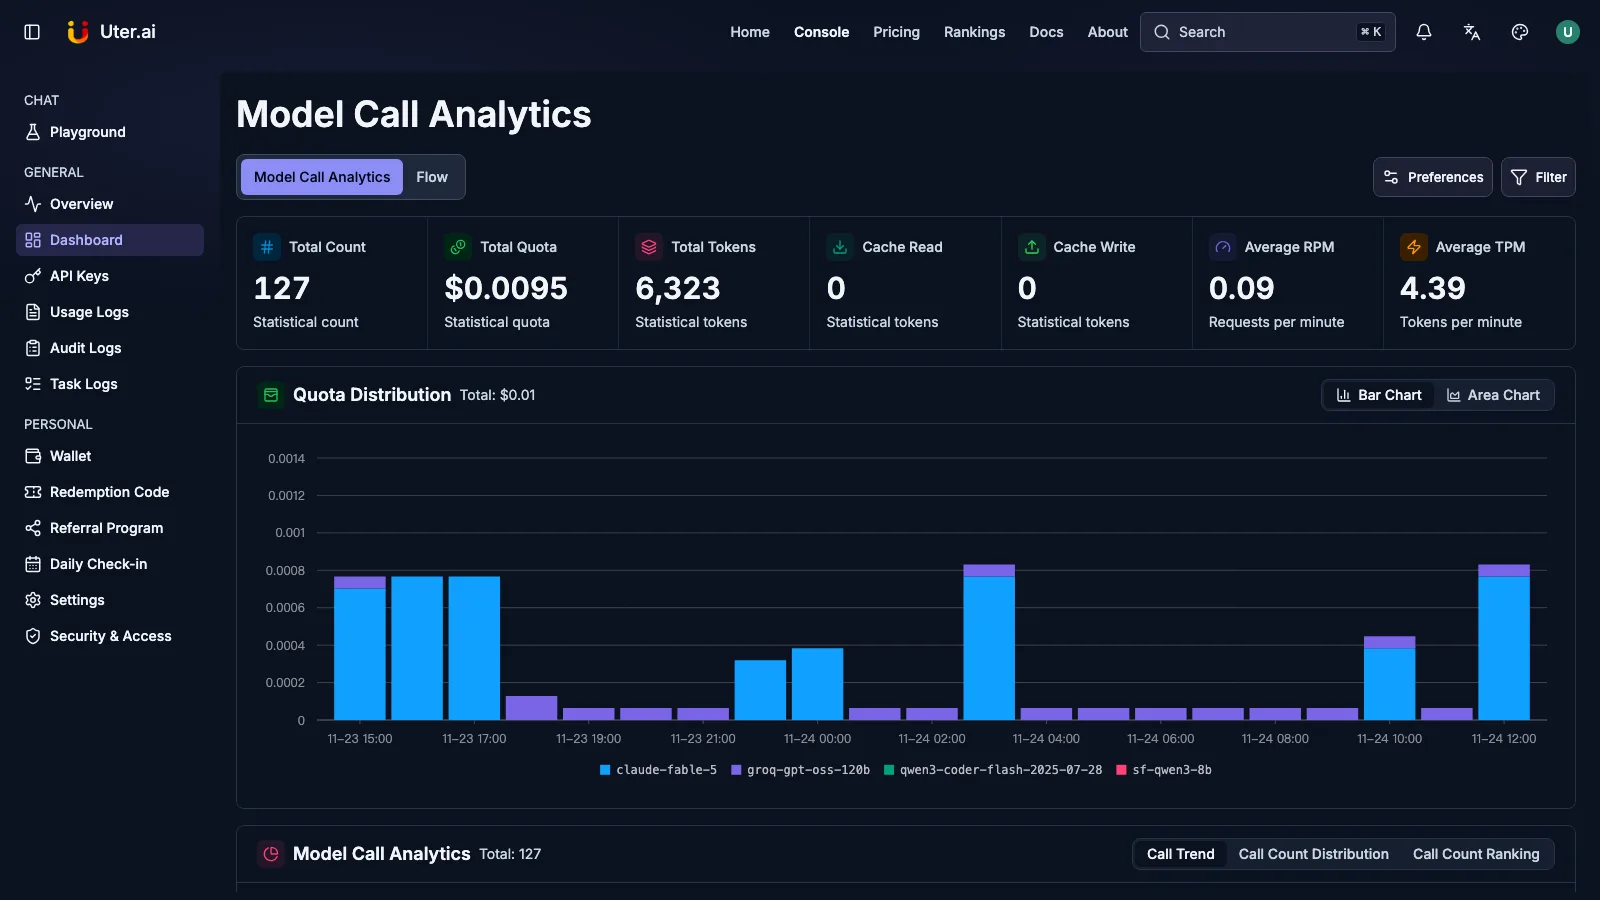 Uter.ai
Home Console Pricing Rankings Docs About Search ⌘ K U
CHAT
Playground
GENERAL
Overview
Dashboard
API Keys
Usage Logs
Audit Logs
Task Logs
PERSONAL
Wallet
Redemption Code
Referral Program
Daily Check-in
Settings
Security & Access
Model Call Analytics
Model Call Analytics Flow
Preferences Filter
Total Count
127
Statistical count
Total Quota
$0.0095
Statistical quota
Total Tokens
6,323
Statistical tokens
Cache Read
0
Statistical tokens
Cache Write
0
Statistical tokens
Average RPM
0.09
Requests per minute
Average TPM
4.39
Tokens per minute
Quota Distribution Total: $0.01
Bar Chart Area Chart
0.0014
0.0012
0.001
0.0008
0.0006
0.0004
0.0002
0
11-23 15:00 11-23 17:00 11-23 19:00 11-23 21:00 11-24 00:00 11-24 02:00 11-24 04:00 11-24 06:00 11-24 08:00 11-24 10:00 11-24 12:00
claude-fable-5 groq-gpt-oss-120b qwen3-coder-flash-2025-07-28 sf-qwen3-8b
Model Call Analytics Total: 127
Call Trend Call Count Distribution Call Count Ranking